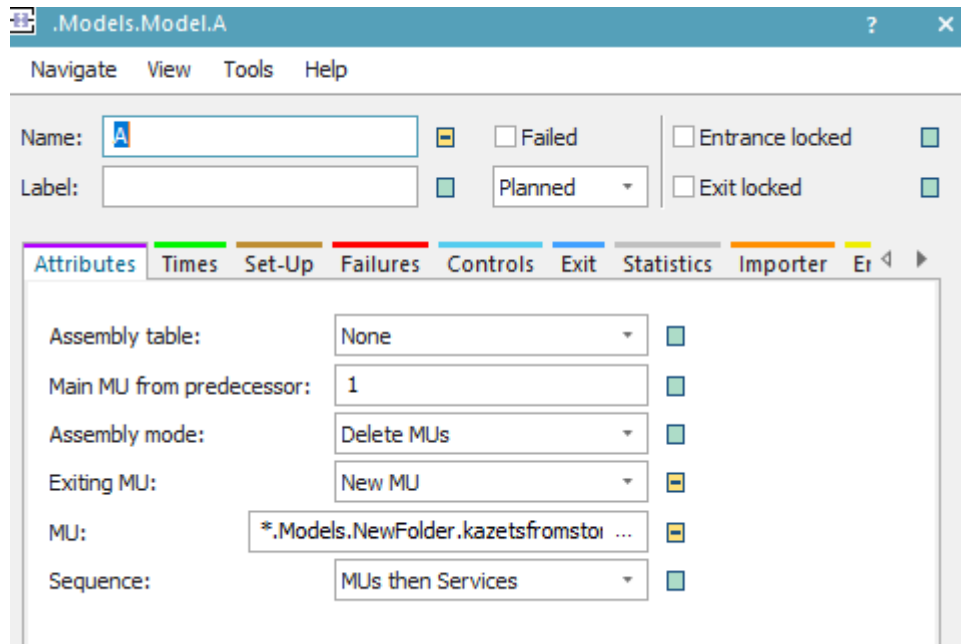 .Models.Model.A ? ×
Navigate View Tools Help
Name: A Failed Entrance locked
Label: Planned Exit locked
Attributes Times Set-Up Failures Controls Exit Statistics Importer Er
Assembly table: None
Main MU from predecessor: 1
Assembly mode: Delete MUs
Exiting MU: New MU
MU: *.Models.NewFolder.kazetsfromstor ...
Sequence: MUs then Services